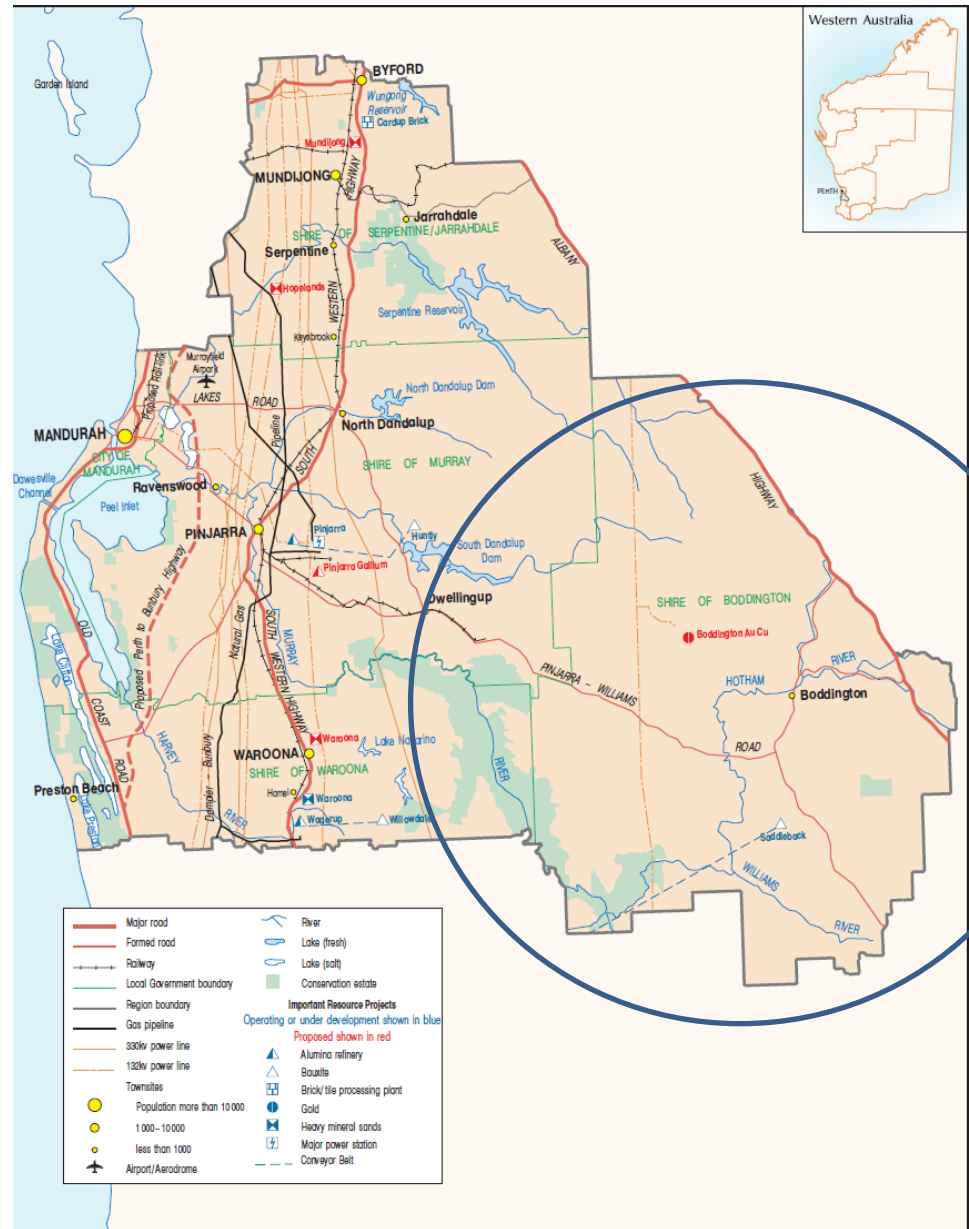 Western Australia
PERTH
Garden Island
BYFORD
Wungong
Reservoir
Cardup Brick
Mundijong
MUNDIJONG
HIGHWAY
Jarrahdale
SHIRE OF
SERPENTINE/JARRAHDALE
ALBANY
Serpentine
WESTERN
Hopelands
Serpentine Reservoir
Keysbrook
Proposed Rail-link
Murrayfield
Airpark
LAKES
ROAD
North Dandalup Dam
North Dandalup
MANDURAH
CITY OF
MANDURAH
Pipeline
SOUTH
SHIRE OF MURRAY
HIGHWAY
Dawesville
Channel
Ravenswood
Peel Inlet
PINJARRA
Pinjarra
Huntly
South Dandalup
Dam
Pinjarra Gallium
Dwellingup
SHIRE OF BODDINGTON
Boddington Au Cu
Proposed Perth to Bunbury Highway
Natural Gas
SOUTH
WESTERN HIGHWAY
MURRAY
OLD
COAST
ROAD
Lake Clifton
PINJARRA - WILLIAMS
ROAD
HOTHAM
RIVER
Boddington
HARVEY
RIVER
Waroona
WAROONA
SHIRE OF WAROONA
Lake Navarino
RIVER
Dampier - Bunbury
Preston Beach
Lake Preston
Hamel
Waroona
Wagerup
Willowdale
Saddleback
WILLIAMS
RIVER
Major road
Formed road
Railway
Local Government boundary
Region boundary
Gas pipeline
330kv power line
132kv power line
Townsites
Population more than 10 000
1 000– 10 000
less than 1000
Airport/Aerodrome
River
Lake (fresh)
Lake (salt)
Conservation estate
Important Resource Projects
Operating or under development shown in blue
Proposed shown in red
Alumina refinery
Bauxite
Brick/tile processing plant
Gold
Heavy mineral sands
Major power station
Conveyor Belt